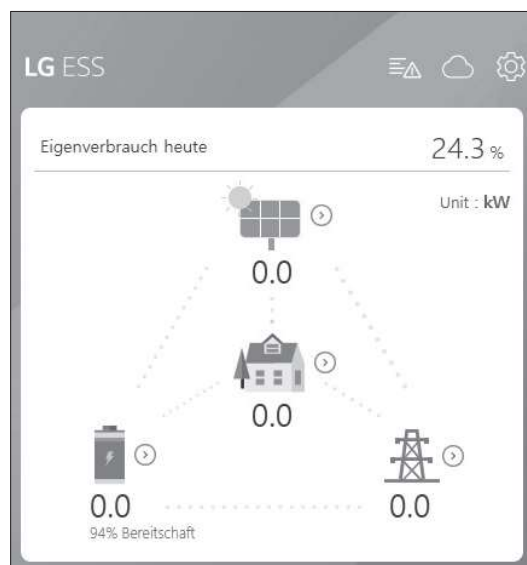 LG ESS
Eigenverbrauch heute 24.3 %
Unit : kW
0.0
0.0
0.0 0.0
94% Bereitschaft